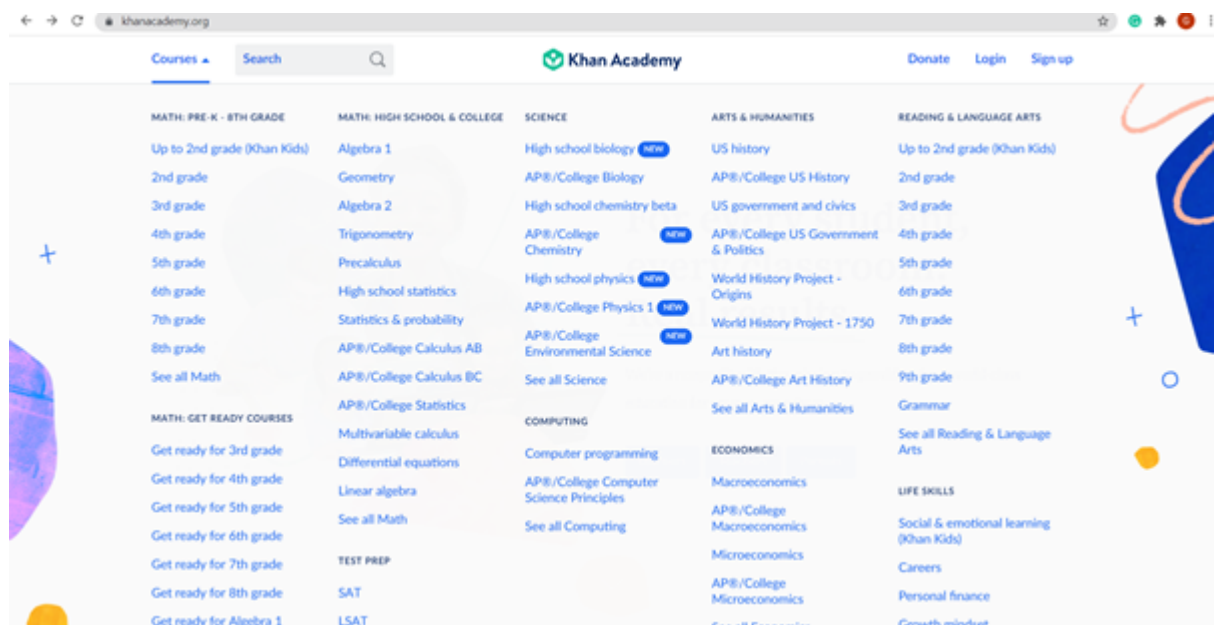 khanacademy.org
Courses
Search
Khan Academy
Donate
Login
Sign up
MATH: PRE-K - 8TH GRADE
Up to 2nd grade (Khan Kids)
2nd grade
3rd grade
4th grade
5th grade
6th grade
7th grade
8th grade
See all Math
MATH: GET READY COURSES
Get ready for 3rd grade
Get ready for 4th grade
Get ready for 5th grade
Get ready for 6th grade
Get ready for 7th grade
Get ready for 8th grade
Get ready for Algebra 1
MATH: HIGH SCHOOL & COLLEGE
Algebra 1
Geometry
Algebra 2
Trigonometry
Precalculus
High school statistics
Statistics & probability
AP®/College Calculus AB
AP®/College Calculus BC
AP®/College Statistics
Multivariable calculus
Differential equations
Linear algebra
See all Math
TEST PREP
SAT
LSAT
SCIENCE
High school biology NEW
AP®/College Biology
High school chemistry beta
AP®/College NEW
Chemistry
High school physics NEW
AP®/College Physics 1 NEW
AP®/College NEW
Environmental Science
See all Science
COMPUTING
Computer programming
AP®/College Computer
Science Principles
See all Computing
ARTS & HUMANITIES
US history
AP®/College US History
US government and civics
AP®/College US Government
& Politics
World History Project -
Origins
World History Project - 1750
Art history
AP®/College Art History
See all Arts & Humanities
ECONOMICS
Macroeconomics
AP®/College
Macroeconomics
Microeconomics
AP®/College
Microeconomics
See all Economics
READING & LANGUAGE ARTS
Up to 2nd grade (Khan Kids)
2nd grade
3rd grade
4th grade
5th grade
6th grade
7th grade
8th grade
9th grade
Grammar
See all Reading & Language
Arts
LIFE SKILLS
Social & emotional learning
(Khan Kids)
Careers
Personal finance
Growth mindset